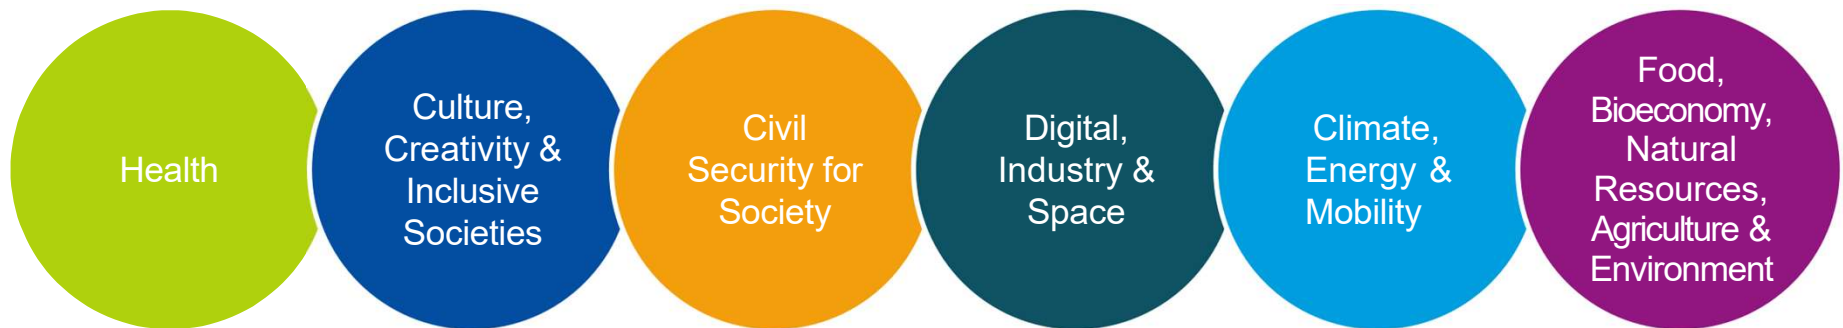 Health
Culture,
Creativity &
Inclusive
Societies
Civil
Security for
Society
Digital,
Industry &
Space
Climate,
Energy &
Mobility
Food,
Bioeconomy,
Natural
Resources,
Agriculture &
Environment